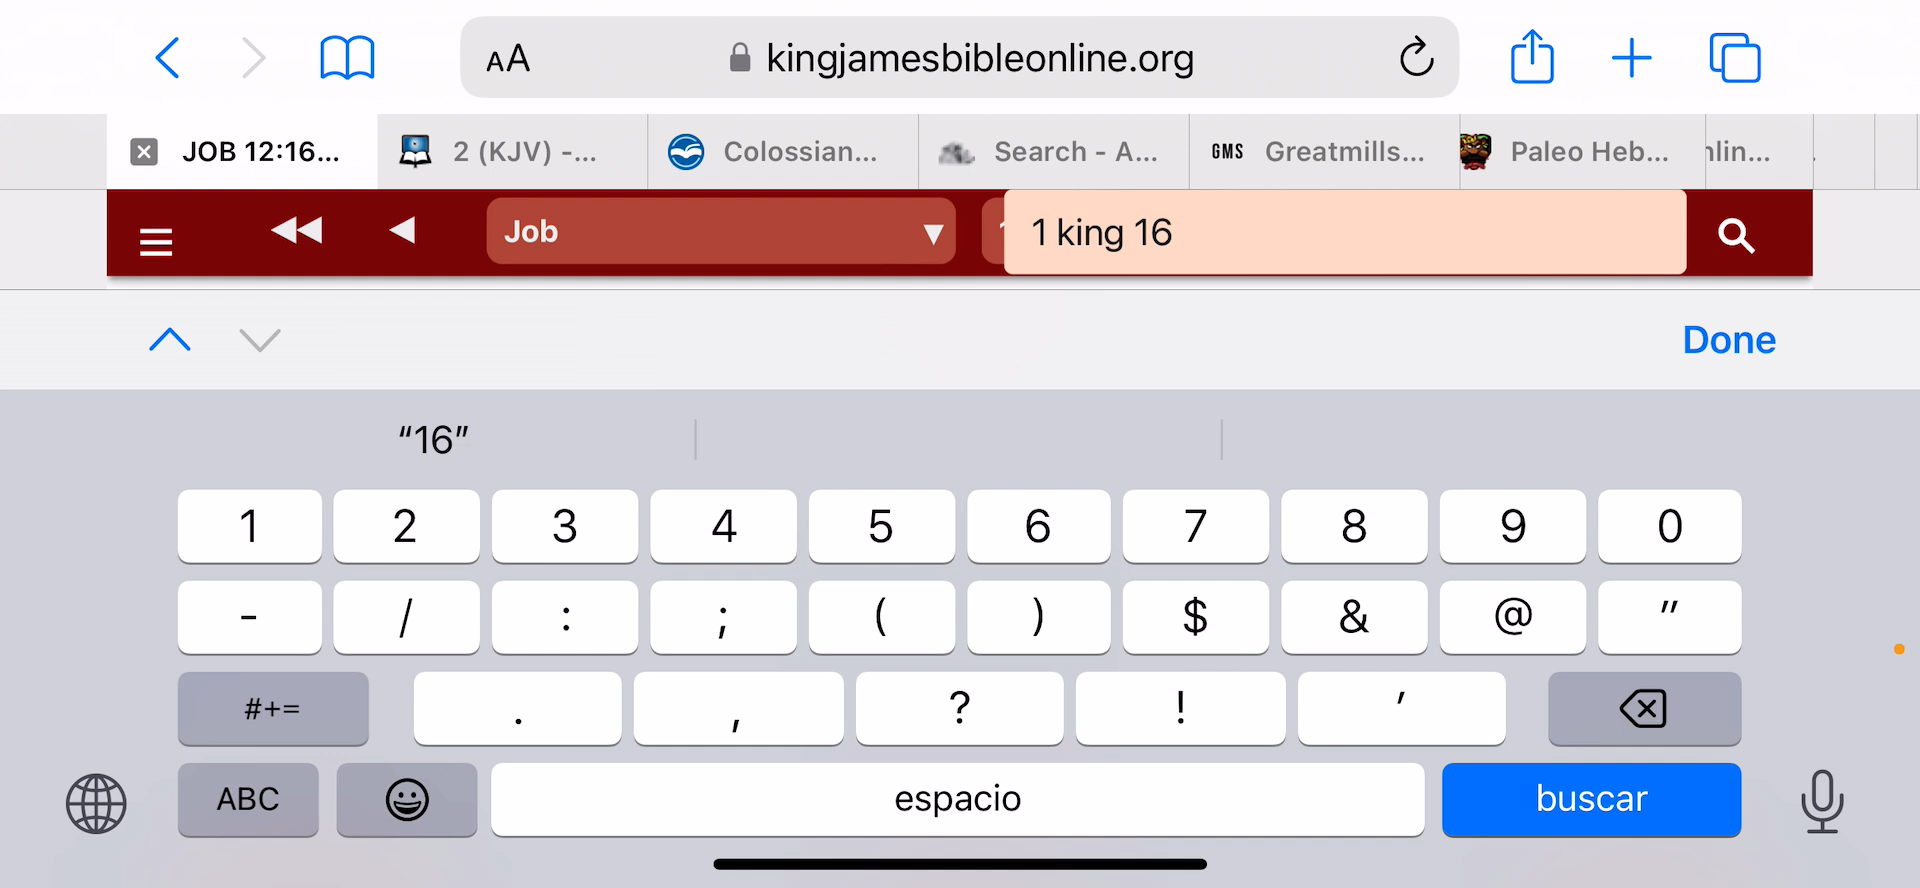 AA kingjamesbibleonline.org
JOB 12:16... 2 (KJV) -... Colossian... Search - A... GMS Greatmills... Paleo Heb... lin...
Job 1 king 16
Done
“16”
1 2 3 4 5 6 7 8 9 0
- / : ; ( ) $ & @ "
#+= . , ? ! '
ABC espacio buscar